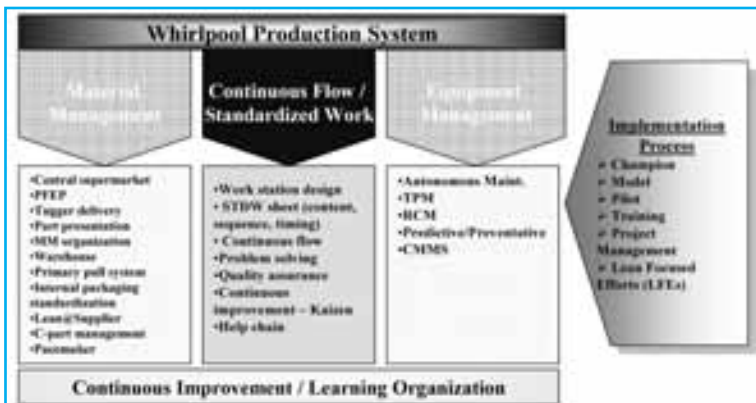 Whirlpool Production System
Material
Management
Continuous Flow /
Standardized Work
Equipment
Management
•Central supermarket
•PFEP
•Tugger delivery
•Part presentation
•MM organization
•Warehouse
•Primary pull system
•Internal packaging
standardization
•Lean@Supplier
•C-part management
•Pacemaker
•Work station design
• STDW sheet (content,
sequence, timing)
• Continuous flow
•Problem solving
•Quality assurance
•Continuous
improvement – Kaizen
•Help chain
•Autonomous Maint.
•TPM
•RCM
•Predictive/Preventative
•CMMS
Implementation
Process
➢ Champion
➢ Model
➢ Pilot
➢ Training
➢ Project
Management
➢ Lean Focused
Efforts (LFEs)
Continuous Improvement / Learning Organization